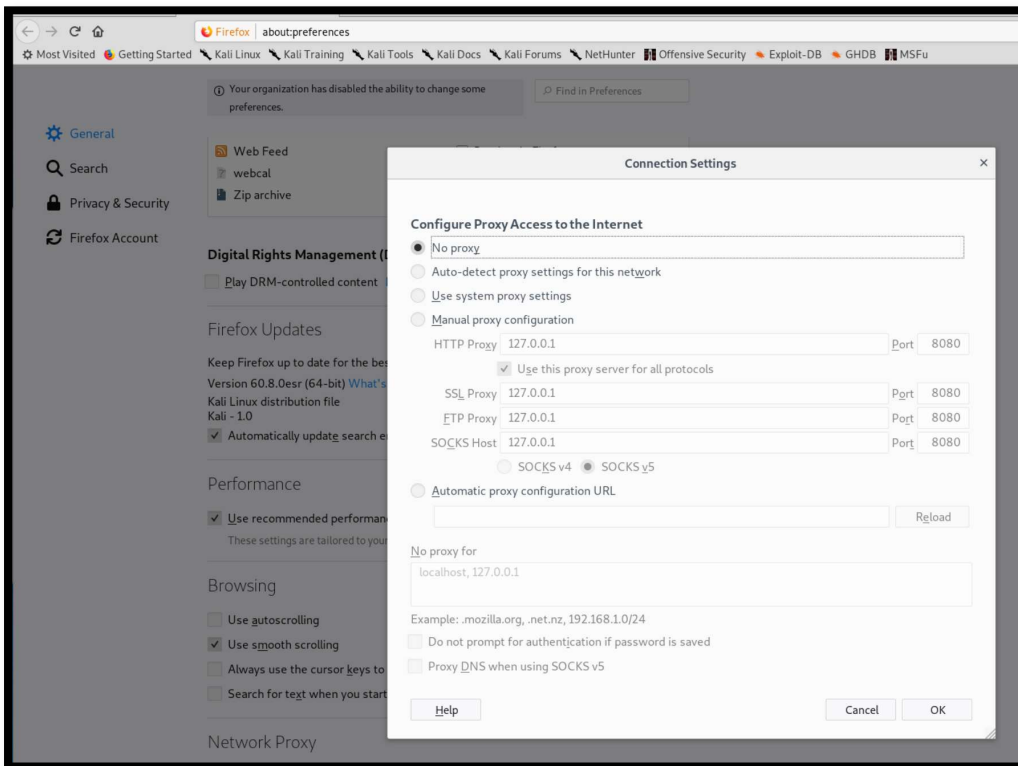 Firefox about:preferences
Most Visited Getting Started Kali Linux Kali Training Kali Tools Kali Docs Kali Forums NetHunter Offensive Security Exploit-DB GHDB MSFu
Your organization has disabled the ability to change some
preferences.
Find in Preferences
General
Search
Privacy & Security
Firefox Account
Web Feed
webcal
Zip archive
Digital Rights Management (
Play DRM-controlled content
Firefox Updates
Keep Firefox up to date for the bes
Version 60.8.0esr (64-bit) What's
Kali Linux distribution file
Kali - 1.0
Automatically update search e
Performance
Use recommended performan
These settings are tailored to your
Browsing
Use autoscrolling
Use smooth scrolling
Always use the cursor keys to
Search for text when you start
Network Proxy
Connection Settings
Configure Proxy Access to the Internet
No proxy
Auto-detect proxy settings for this network
Use system proxy settings
Manual proxy configuration
HTTP Proxy 127.0.0.1 Port 8080
Use this proxy server for all protocols
SSL Proxy 127.0.0.1 Port 8080
FTP Proxy 127.0.0.1 Port 8080
SOCKS Host 127.0.0.1 Port 8080
SOCKS v4 SOCKS v5
Automatic proxy configuration URL
Reload
No proxy for
localhost, 127.0.0.1
Example: .mozilla.org, .net.nz, 192.168.1.0/24
Do not prompt for authentication if password is saved
Proxy DNS when using SOCKS v5
Help Cancel OK